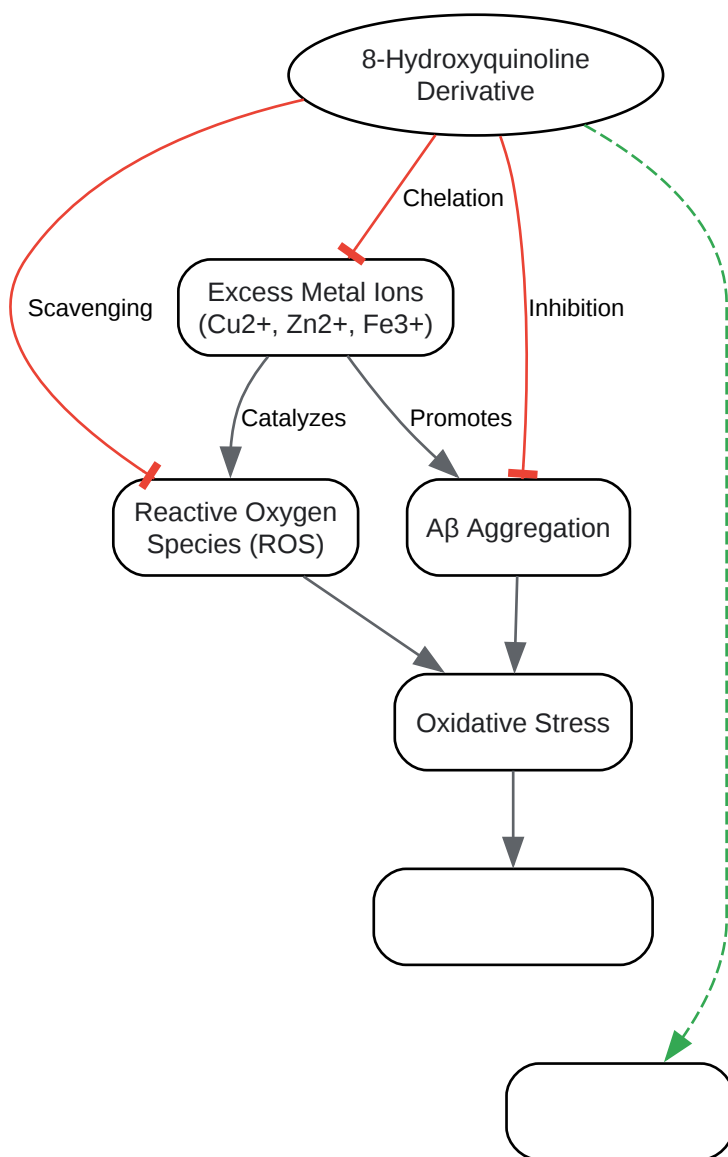 8-Hydroxyquinoline
Derivative
Chelation
Scavenging
Excess Metal Ions
(Cu2+, Zn2+, Fe3+)
Inhibition
Catalyzes
Promotes
Reactive Oxygen
Species (ROS)
Aβ Aggregation
Oxidative Stress